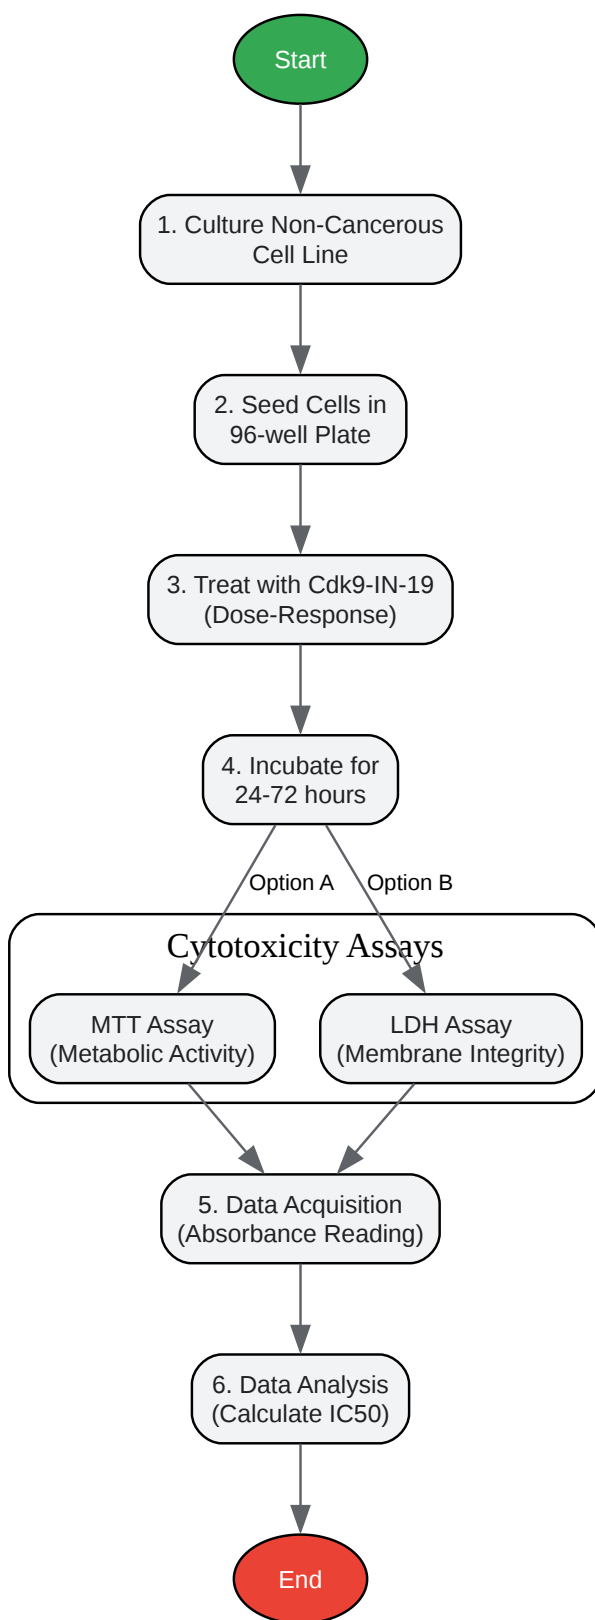 Start
1. Culture Non-Cancerous
Cell Line
2. Seed Cells in
96-well Plate
3. Treat with Cdk9-IN-19
(Dose-Response)
4. Incubate for
24-72 hours
Option A
Option B
Cytotoxicity Assays
MTT Assay
(Metabolic Activity)
LDH Assay
(Membrane Integrity)
5. Data Acquisition
(Absorbance Reading)
6. Data Analysis
(Calculate IC50)
End